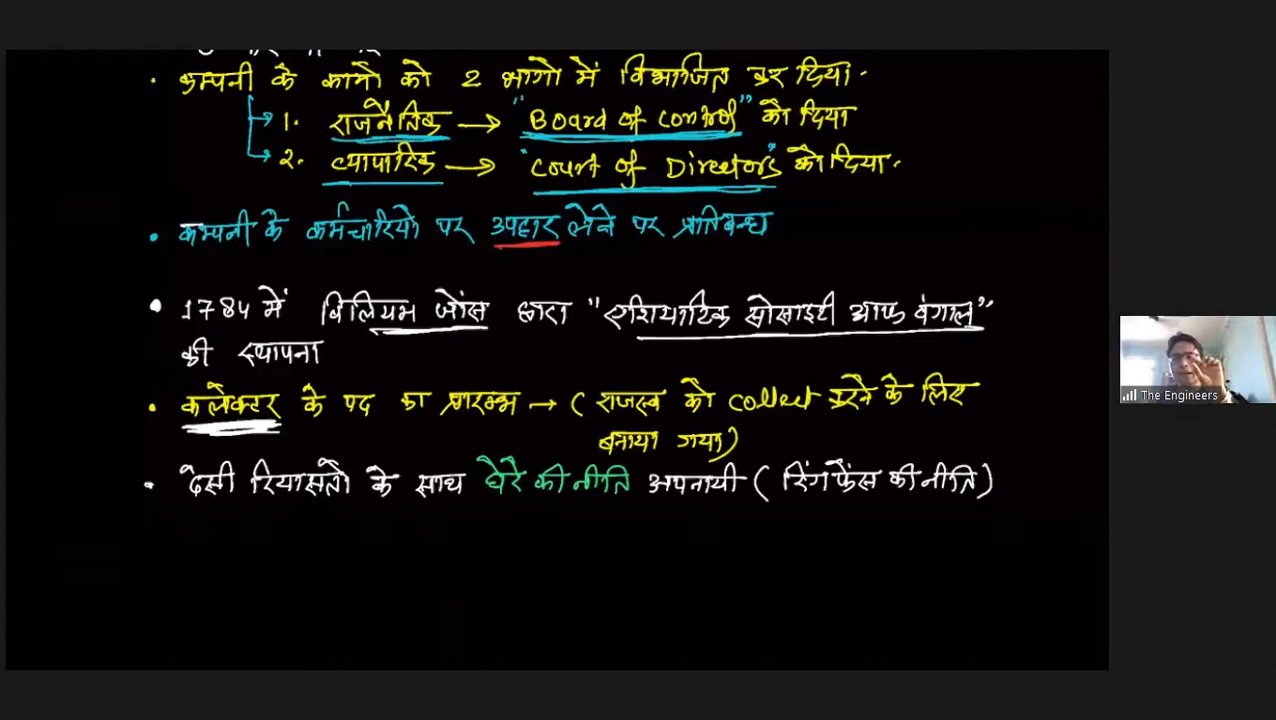 · कम्पनी के कामो को 2 भागो में विभाजित कर दिया·
1. राजनैतिक → "Board of control" को दिया
2. व्यापारिक → "Court of Directors" को दिया·
· कम्पनी के कर्मचारियो पर उपहार लेने पर प्रतिबन्ध
· 1784 में विलियम जोंस द्वारा "एशियाटिक सोसाइटी आफ बंगाल"
की स्थापना
· कलेक्टर के पद का प्रारम्भ → ( राजस्व को collect करने के लिए
बनाया गया)
· देसी रियासतो के साथ घेरे की नीति अपनायी ( रिंगफेंस की नीति)
The Engineers